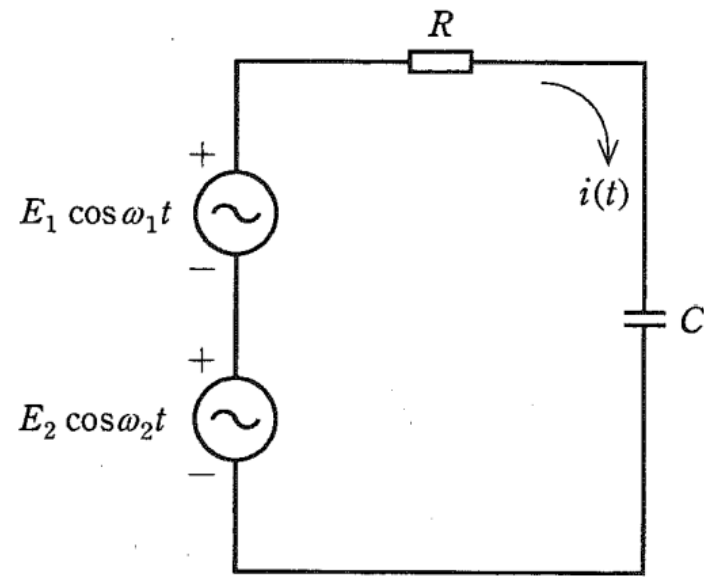 R
+
i(t)
E₁ cos ω₁t
−
C
+
E₂ cos ω₂t
−